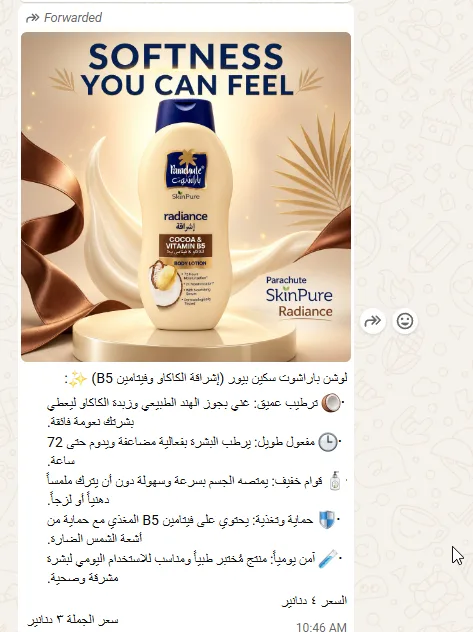 Forwarded
SOFTNESS
YOU CAN FEEL
Parachute
باراشوت
SkinPure
radiance
إشراقة
COCOA &
VITAMIN B5
BODY LOTION
Parachute
SkinPure
Radiance
لوشن باراشوت سكين بيور (إشراقة الكاكاو وفيتامين B5) ✨:
· 🥥 ترطيب عميق: غني بجوز الهند الطبيعي وزبدة الكاكاو ليعطي
بشرتك نعومة فائقة.
· 🕒 مفعول طويل: يرطب البشرة بفعالية مضاعفة ويدوم حتى 72
ساعة.
· 🧴 قوام خفيف: يمتصه الجسم بسرعة وسهولة دون أن يترك ملمساً
دهنياً أو لزجاً.
· 🛡️ حماية وتغذية: يحتوي على فيتامين B5 المغذي مع حماية من
أشعة الشمس الضارة.
· 🧪 آمن يومياً: منتج مُختبر طبياً ومناسب للاستخدام اليومي لبشرة
مشرقة وصحية.
السعر ٤ دنانير
سعر الجملة ٣ دنانير
10:46 AM